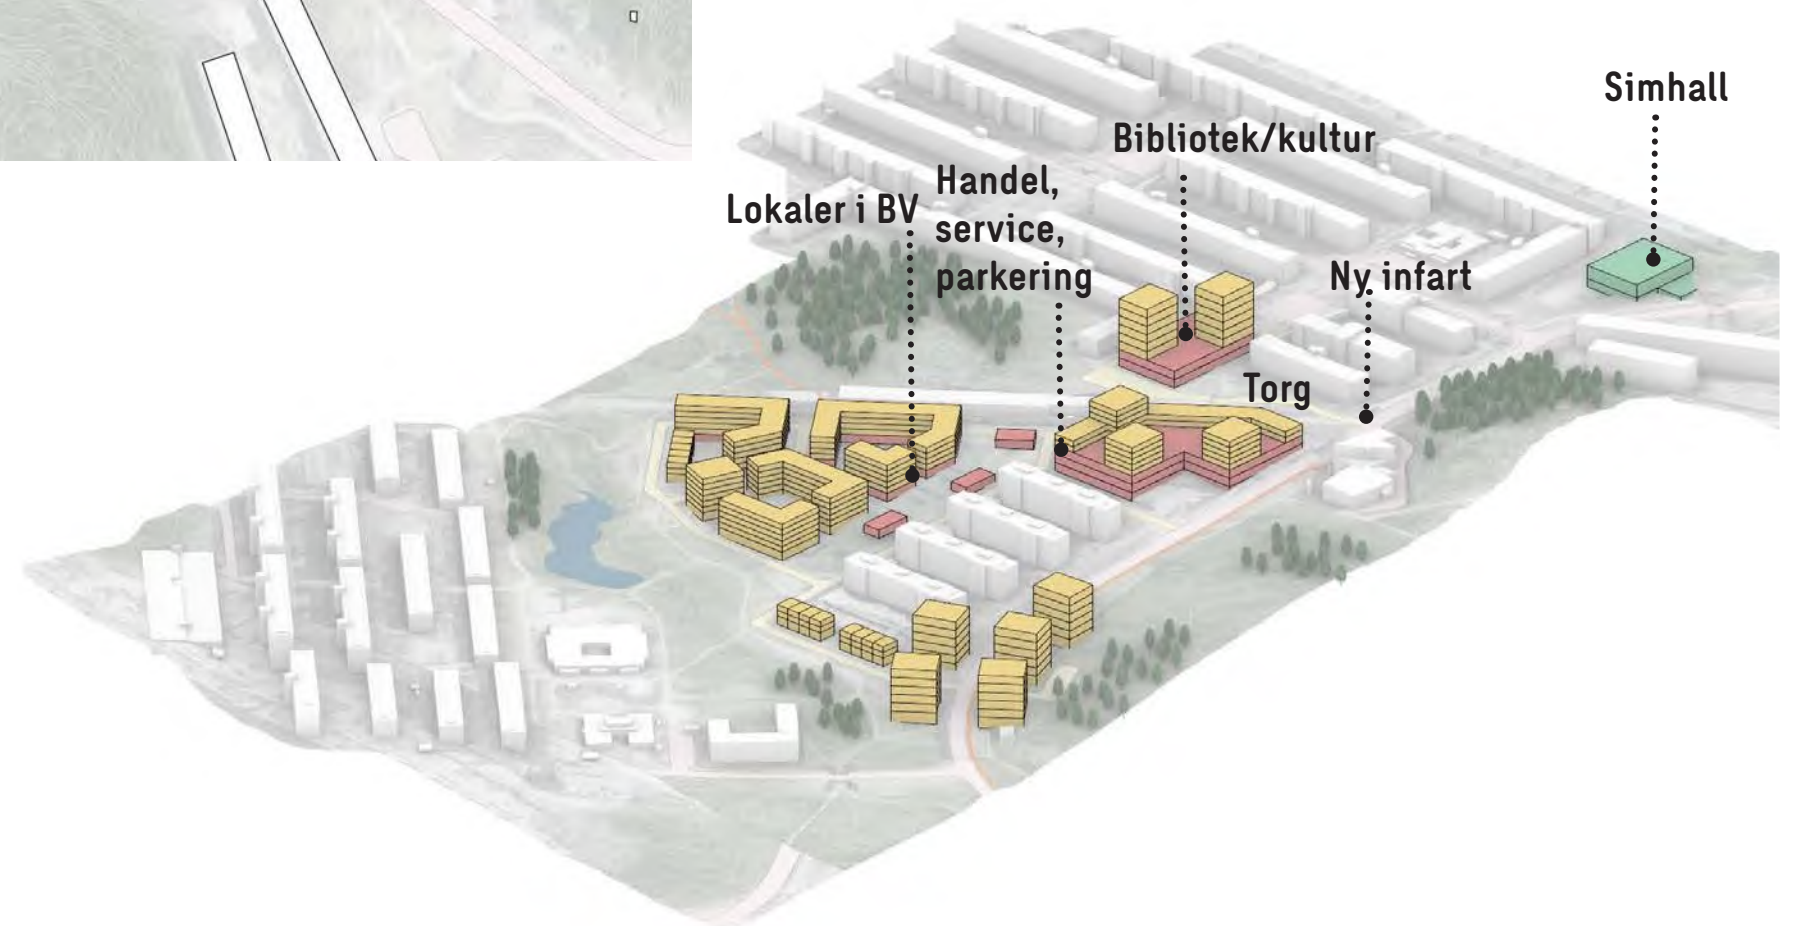 Simhall
Bibliotek/kultur
Handel,
service,
parkering
Lokaler i BV
Ny infart
Torg